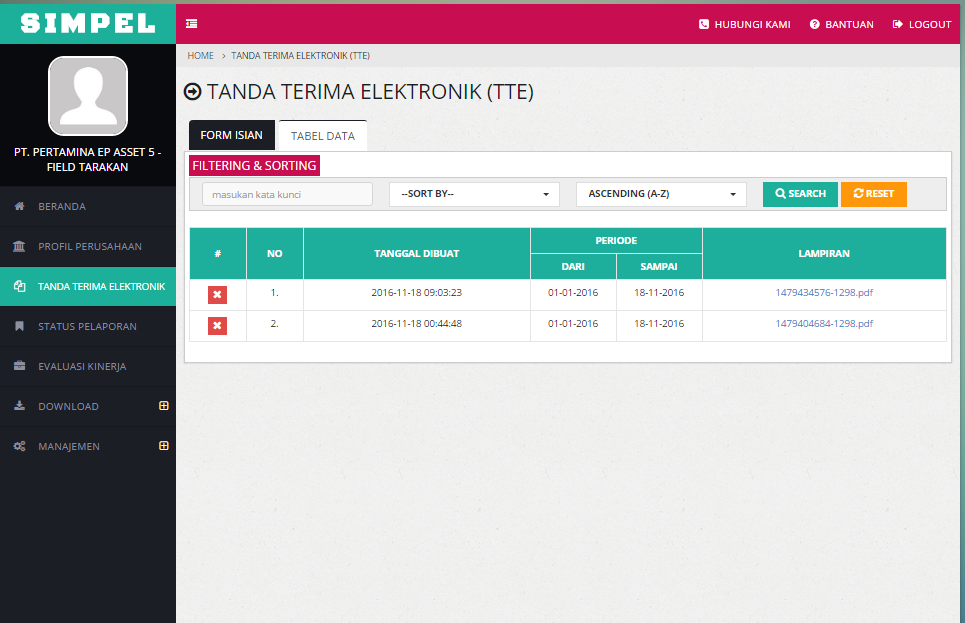 SIMPEL
HUBUNGI KAMI BANTUAN LOGOUT
PT. PERTAMINA EP ASSET 5 -
FIELD TARAKAN
BERANDA
PROFIL PERUSAHAAN
TANDA TERIMA ELEKTRONIK
STATUS PELAPORAN
EVALUASI KINERJA
DOWNLOAD
MANAJEMEN
HOME > TANDA TERIMA ELEKTRONIK (TTE)
TANDA TERIMA ELEKTRONIK (TTE)
FORM ISIAN TABEL DATA
FILTERING & SORTING
masukan kata kunci --SORT BY-- ASCENDING (A-Z) SEARCH RESET
# NO TANGGAL DIBUAT PERIODE LAMPIRAN
DARI SAMPAI
1. 2016-11-18 09:03:23 01-01-2016 18-11-2016 1479434576-1298.pdf
2. 2016-11-18 00:44:48 01-01-2016 18-11-2016 1479404684-1298.pdf